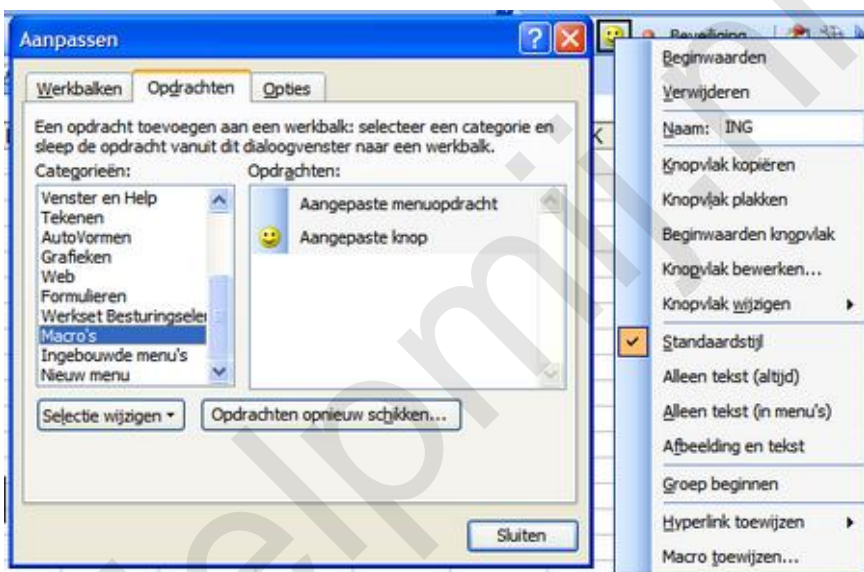 Aanpassen
Werkbalken Opdrachten Opties
Een opdracht toevoegen aan een werkbalk: selecteer een categorie en
sleep de opdracht vanuit dit dialoogvenster naar een werkbalk.
Categorieën:
Venster en Help
Tekenen
AutoVormen
Grafieken
Web
Formulieren
Werkset Besturingselei
Macro's
Ingebouwde menu's
Nieuw menu
Opdrachten:
Aangepaste menuopdracht
Aangepaste knop
Selectie wijzigen
Opdrachten opnieuw schikken...
Sluiten
Beveiliging
Beginwaarden
Verwijderen
Naam: ING
Knopvlak kopiëren
Knopvlak plakken
Beginwaarden knopvlak
Knopvlak bewerken...
Knopvlak wijzigen
Standaardstijl
Alleen tekst (altijd)
Alleen tekst (in menu's)
Afbeelding en tekst
Groep beginnen
Hyperlink toewijzen
Macro toewijzen...